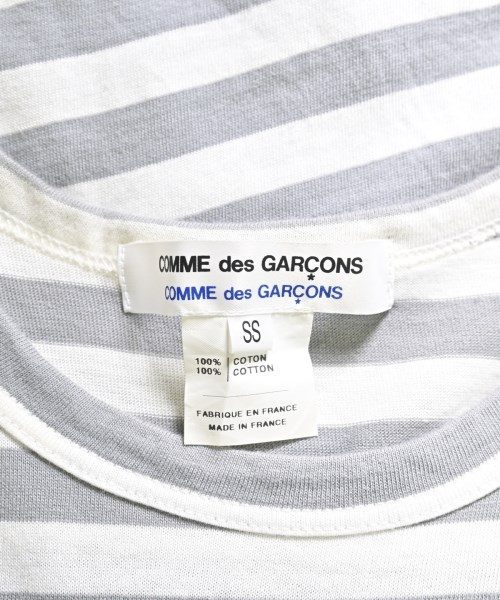 COMME des GARÇONS
COMME des GARÇONS
SS
100% COTON
100% COTTON
FABRIQUE EN FRANCE
MADE IN FRANCE